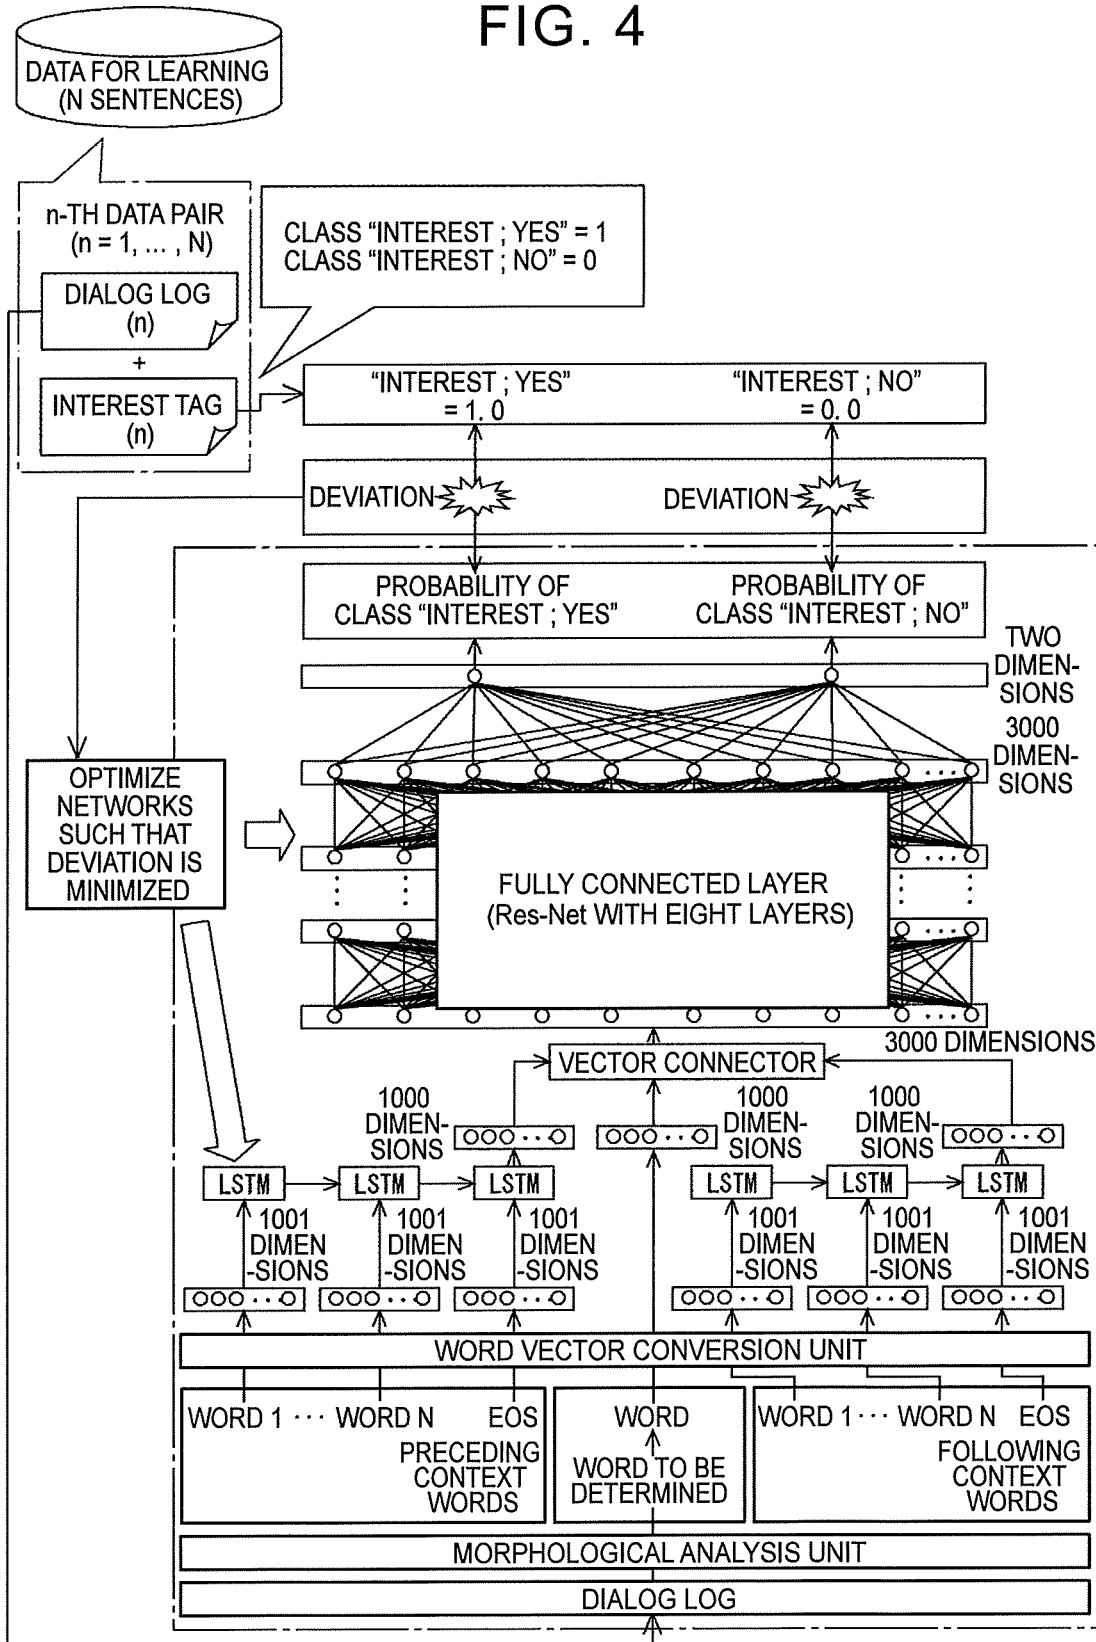 FIG. 4
DATA FOR LEARNING
(N SENTENCES)
n-TH DATA PAIR
(n = 1, ... , N)
DIALOG LOG
(n)
+
INTEREST TAG
(n)
CLASS “INTEREST ; YES” = 1
CLASS “INTEREST ; NO” = 0
“INTEREST ; YES”
= 1. 0
“INTEREST ; NO”
= 0. 0
DEVIATION
DEVIATION
PROBABILITY OF
CLASS “INTEREST ; YES”
PROBABILITY OF
CLASS “INTEREST ; NO”
TWO
DIMEN-
SIONS
3000
DIMEN-
SIONS
OPTIMIZE
NETWORKS
SUCH THAT
DEVIATION IS
MINIMIZED
FULLY CONNECTED LAYER
(Res-Net WITH EIGHT LAYERS)
3000 DIMENSIONS
VECTOR CONNECTOR
1000
DIMEN-
SIONS
1000
DIMEN-
SIONS
1000
DIMEN-
SIONS
LSTM
LSTM
LSTM
LSTM
LSTM
LSTM
1001
DIMEN
-SIONS
1001
DIMEN
-SIONS
1001
DIMEN
-SIONS
1001
DIMEN
-SIONS
1001
DIMEN
-SIONS
1001
DIMEN
-SIONS
WORD VECTOR CONVERSION UNIT
WORD 1 ··· WORD N EOS
PRECEDING
CONTEXT
WORDS
WORD
WORD TO BE
DETERMINED
WORD 1 ··· WORD N EOS
FOLLOWING
CONTEXT
WORDS
MORPHOLOGICAL ANALYSIS UNIT
DIALOG LOG